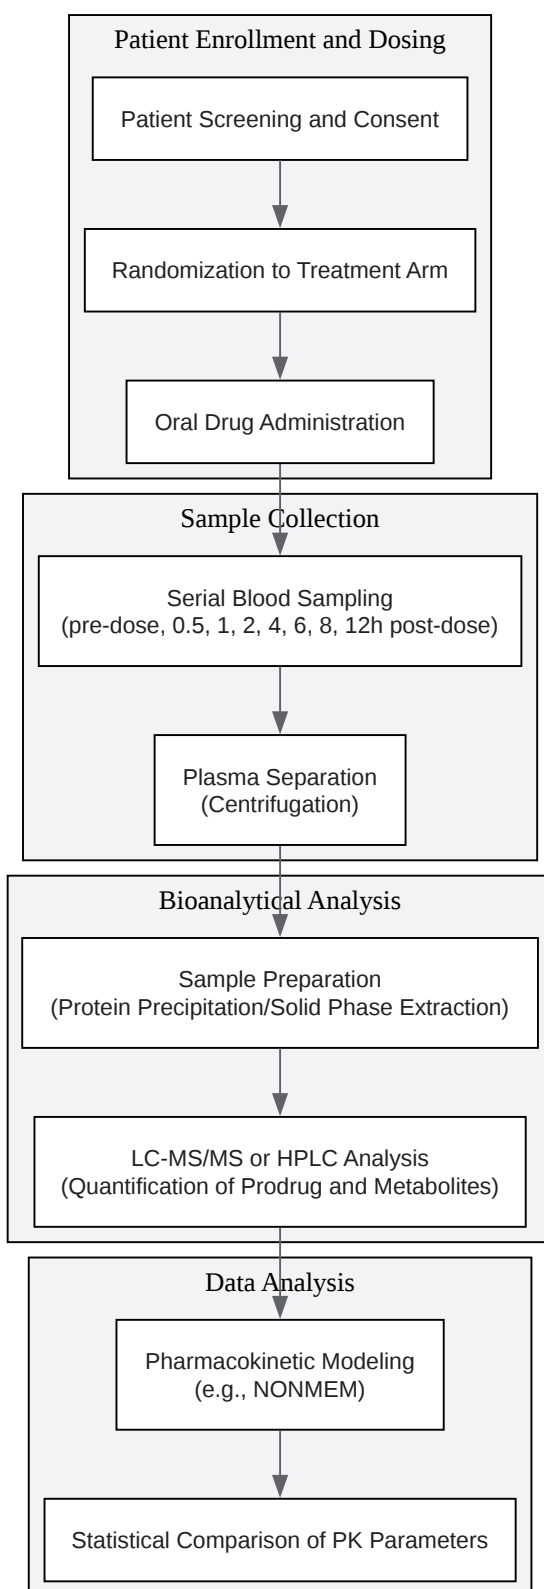 Patient Enrollment and Dosing
Patient Screening and Consent
Randomization to Treatment Arm
Oral Drug Administration
Sample Collection
Serial Blood Sampling
(pre-dose, 0.5, 1, 2, 4, 6, 8, 12h post-dose)
Plasma Separation
(Centrifugation)
Bioanalytical Analysis
Sample Preparation
(Protein Precipitation/Solid Phase Extraction)
LC-MS/MS or HPLC Analysis
(Quantification of Prodrug and Metabolites)
Data Analysis
Pharmacokinetic Modeling
(e.g., NONMEM)
Statistical Comparison of PK Parameters